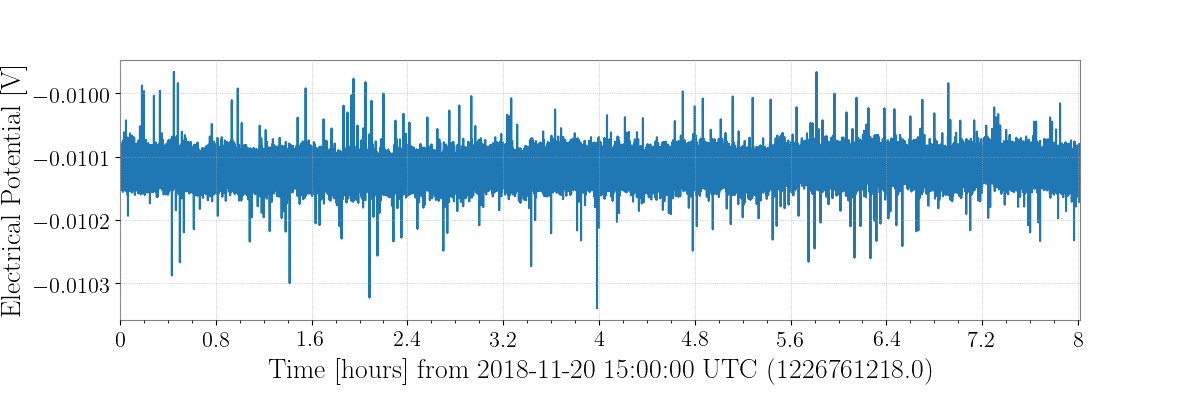 Electrical Potential [V]
−0.0100
−0.0101
−0.0102
−0.0103
0 0.8 1.6 2.4 3.2 4 4.8 5.6 6.4 7.2 8
Time [hours] from 2018-11-20 15:00:00 UTC (1226761218.0)